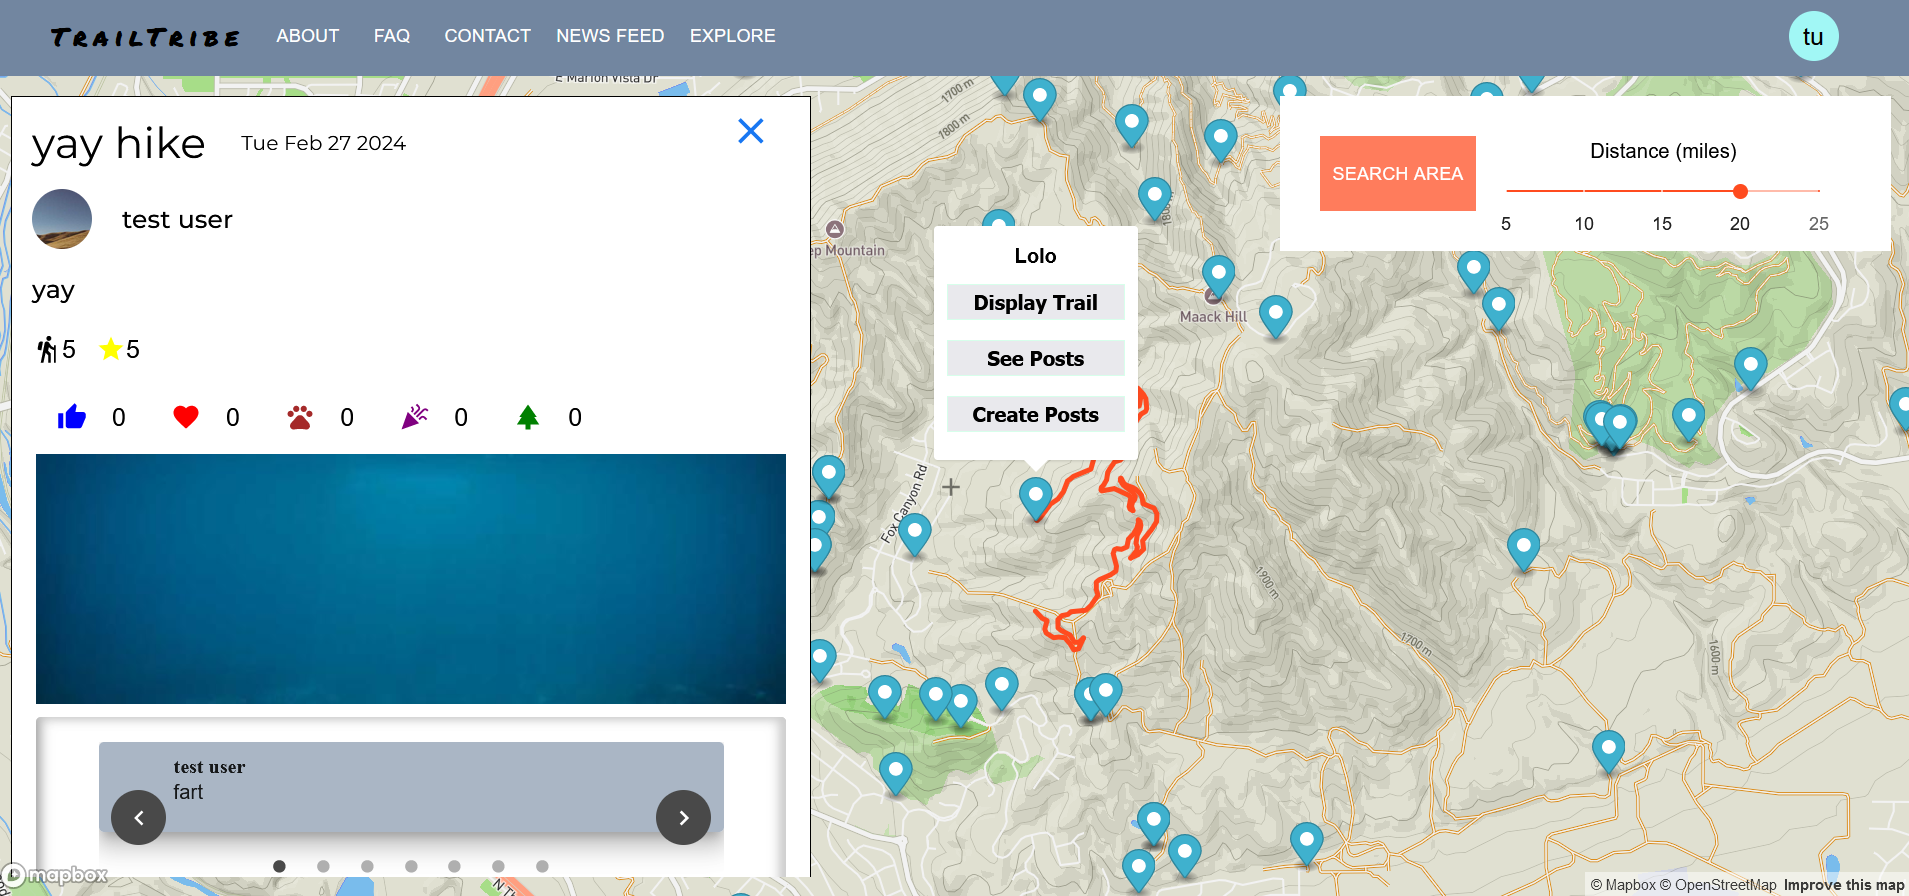 TrailTribe
ABOUT
FAQ
CONTACT
NEWS FEED
EXPLORE
tu
E Marion Vista Dr
1700 m
1800 m
yay hike
Tue Feb 27 2024
test user
yay
5
5
0
0
0
0
0
test user
fart
mapbox
SEARCH AREA
Distance (miles)
5
10
15
20
25
Mountain
Lolo
Display Trail
See Posts
Create Posts
Maack Hill
Fox Canyon Rd
1900 m
1700 m
1600 m
© Mapbox © OpenStreetMap Improve this map